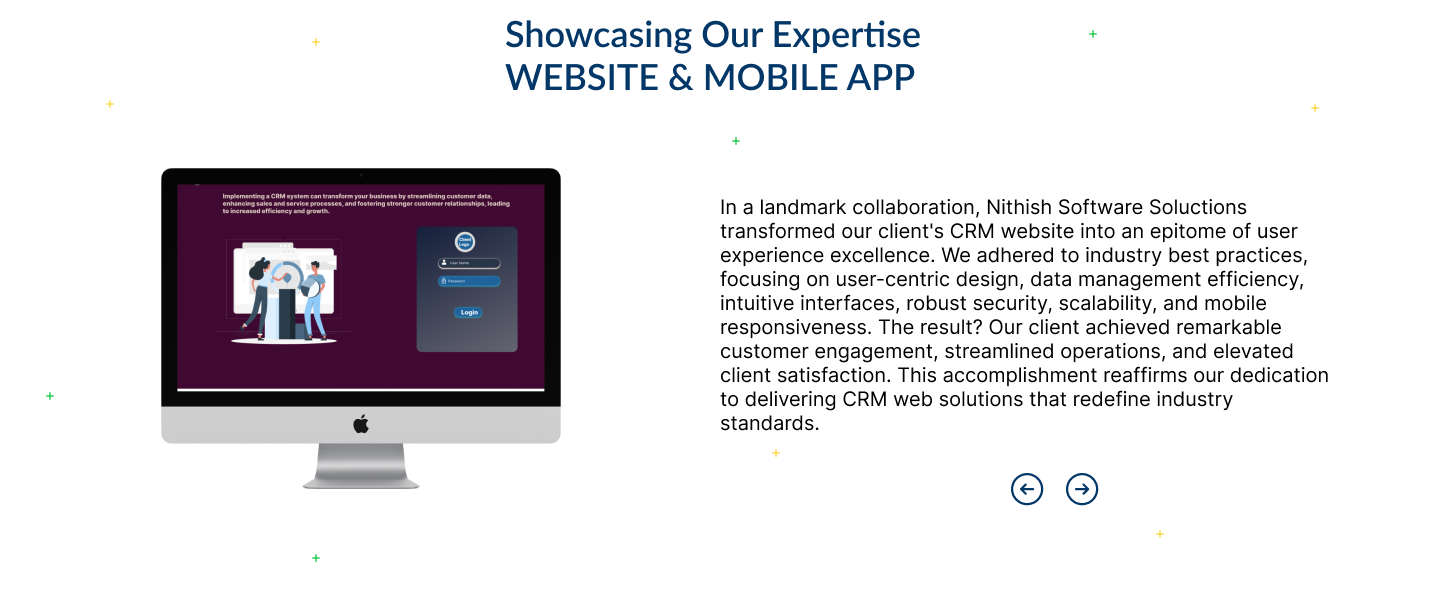 Showcasing Our Expertise
WEBSITE & MOBILE APP
Implementing a CRM system can transform your business by streamlining customer data,
enhancing sales and service processes, and fostering stronger customer relationships, leading
to increased efficiency and growth.
Client
Logo
User Name
Password
Login
In a landmark collaboration, Nithish Software Soluctions
transformed our client's CRM website into an epitome of user
experience excellence. We adhered to industry best practices,
focusing on user-centric design, data management efficiency,
intuitive interfaces, robust security, scalability, and mobile
responsiveness. The result? Our client achieved remarkable
customer engagement, streamlined operations, and elevated
client satisfaction. This accomplishment reaffirms our dedication
to delivering CRM web solutions that redefine industry
standards.